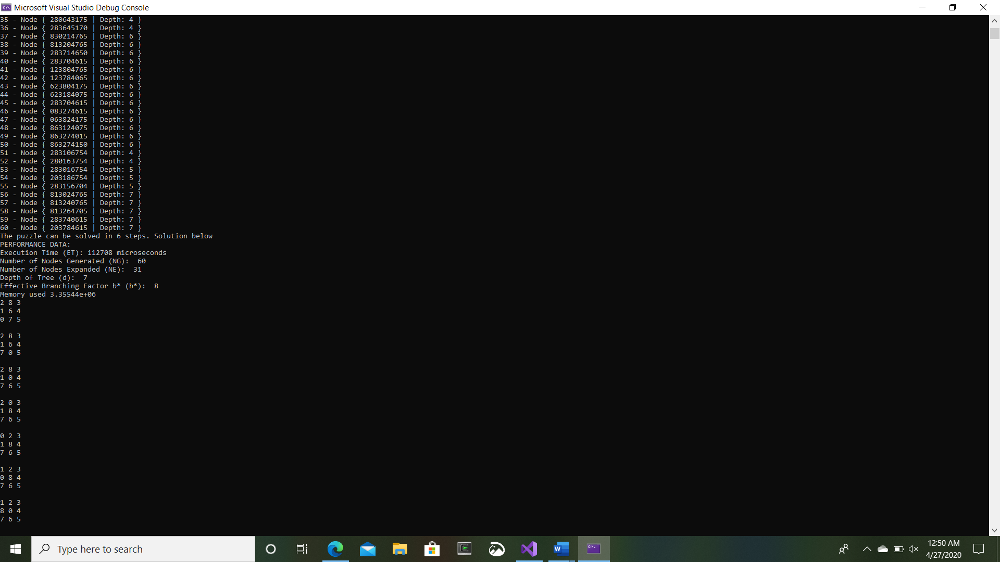 Microsoft Visual Studio Debug Console
35 - Node { 280643175 | Depth: 4 }
36 - Node { 283645170 | Depth: 4 }
37 - Node { 830214765 | Depth: 6 }
38 - Node { 813204765 | Depth: 6 }
39 - Node { 283714650 | Depth: 6 }
40 - Node { 283704615 | Depth: 6 }
41 - Node { 123804765 | Depth: 6 }
42 - Node { 123784065 | Depth: 6 }
43 - Node { 623804175 | Depth: 6 }
44 - Node { 623184075 | Depth: 6 }
45 - Node { 283704615 | Depth: 6 }
46 - Node { 083274615 | Depth: 6 }
47 - Node { 063824175 | Depth: 6 }
48 - Node { 863124075 | Depth: 6 }
49 - Node { 863274015 | Depth: 6 }
50 - Node { 863274150 | Depth: 6 }
51 - Node { 283106754 | Depth: 4 }
52 - Node { 280163754 | Depth: 4 }
53 - Node { 283016754 | Depth: 5 }
54 - Node { 203186754 | Depth: 5 }
55 - Node { 283156704 | Depth: 5 }
56 - Node { 813024765 | Depth: 7 }
57 - Node { 813240765 | Depth: 7 }
58 - Node { 813264705 | Depth: 7 }
59 - Node { 283740615 | Depth: 7 }
60 - Node { 203784615 | Depth: 7 }
The puzzle can be solved in 6 steps. Solution below
PERFORMANCE DATA:
Execution Time (ET): 112708 microseconds
Number of Nodes Generated (NG):  60
Number of Nodes Expanded (NE):  31
Depth of Tree (d):  7
Effective Branching Factor b* (b*):  8
Memory used 3.35544e+06
2 8 3
1 6 4
0 7 5

2 8 3
1 6 4
7 0 5

2 8 3
1 0 4
7 6 5

2 0 3
1 8 4
7 6 5

0 2 3
1 8 4
7 6 5

1 2 3
0 8 4
7 6 5

1 2 3
8 0 4
7 6 5
Type here to search
12:50 AM
4/27/2020